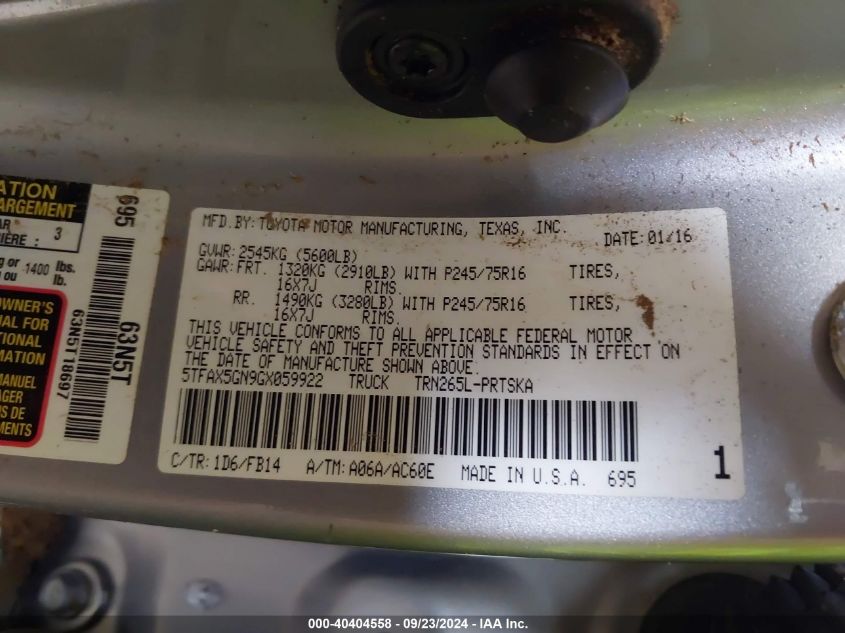 ATION
ARGEMENT
AR
IÈRE : 3
g or 1400 lbs.
ou lb.
OWNER'S
AL FOR
TIONAL
MATION
MANUEL
AGER
S DE
MENTS
695
63N5T
63N5T18697
MFD.BY:TOYOTA MOTOR MANUFACTURING, TEXAS, INC. DATE:01/16
GVWR:2545KG (5600LB)
GAWR:FRT. 1320KG (2910LB) WITH P245/75R16 TIRES,
16X7J RIMS.
RR. 1490KG (3280LB) WITH P245/75R16 TIRES,
16X7J RIMS.
THIS VEHICLE CONFORMS TO ALL APPLICABLE FEDERAL MOTOR
VEHICLE SAFETY AND THEFT PREVENTION STANDARDS IN EFFECT ON
THE DATE OF MANUFACTURE SHOWN ABOVE.
5TFAX5GN9GX059922 TRUCK TRN265L-PRTSKA
C/TR:1D6/FB14 A/TM:A06A/AC60E MADE IN U.S.A. 695
1
000-40404558 - 09/23/2024 - IAA Inc.